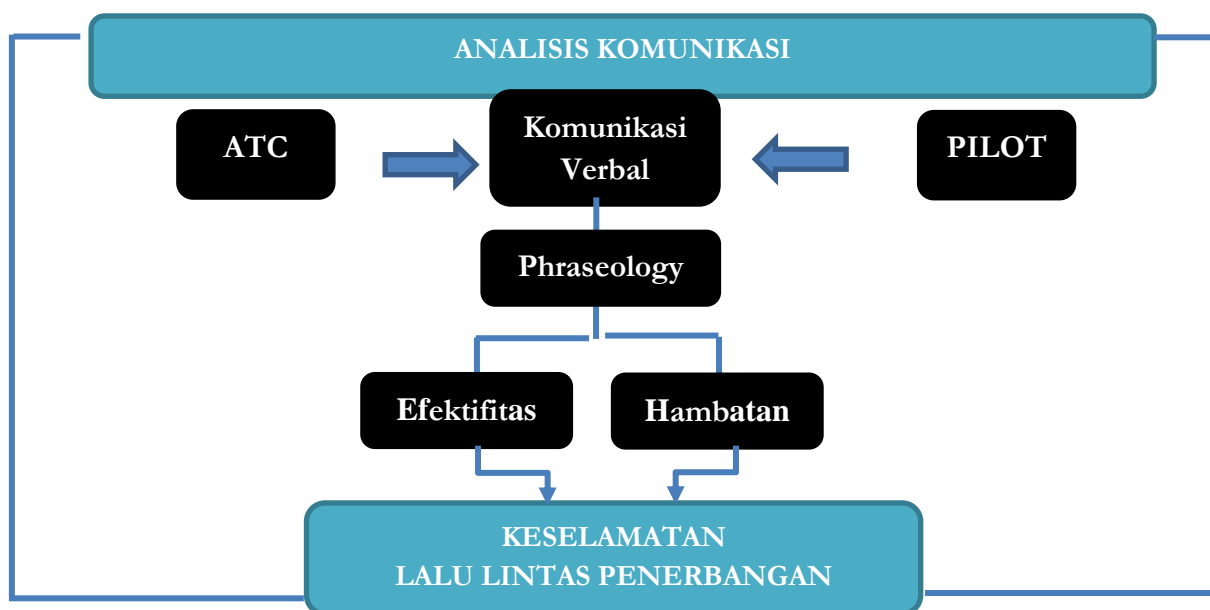 ANALISIS KOMUNIKASI
ATC
Komunikasi
Verbal
PILOT
Phraseology
Efektifitas
Hambatan
KESELAMATAN
LALU LINTAS PENERBANGAN